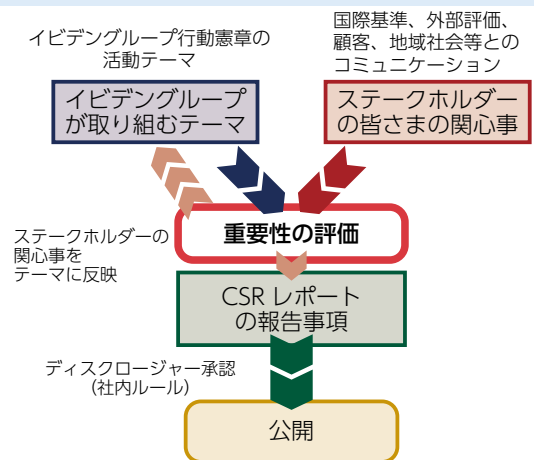 イビデングループ行動憲章の
活動テーマ
国際基準、外部評価、
顧客、地域社会等との
コミュニケーション
イビデングループ
が取り組むテーマ
ステークホルダー
の皆さまの関心事
重要性の評価
ステークホルダーの
関心事を
テーマに反映
CSR レポート
の報告事項
ディスクロージャー承認
（社内ルール）
公開